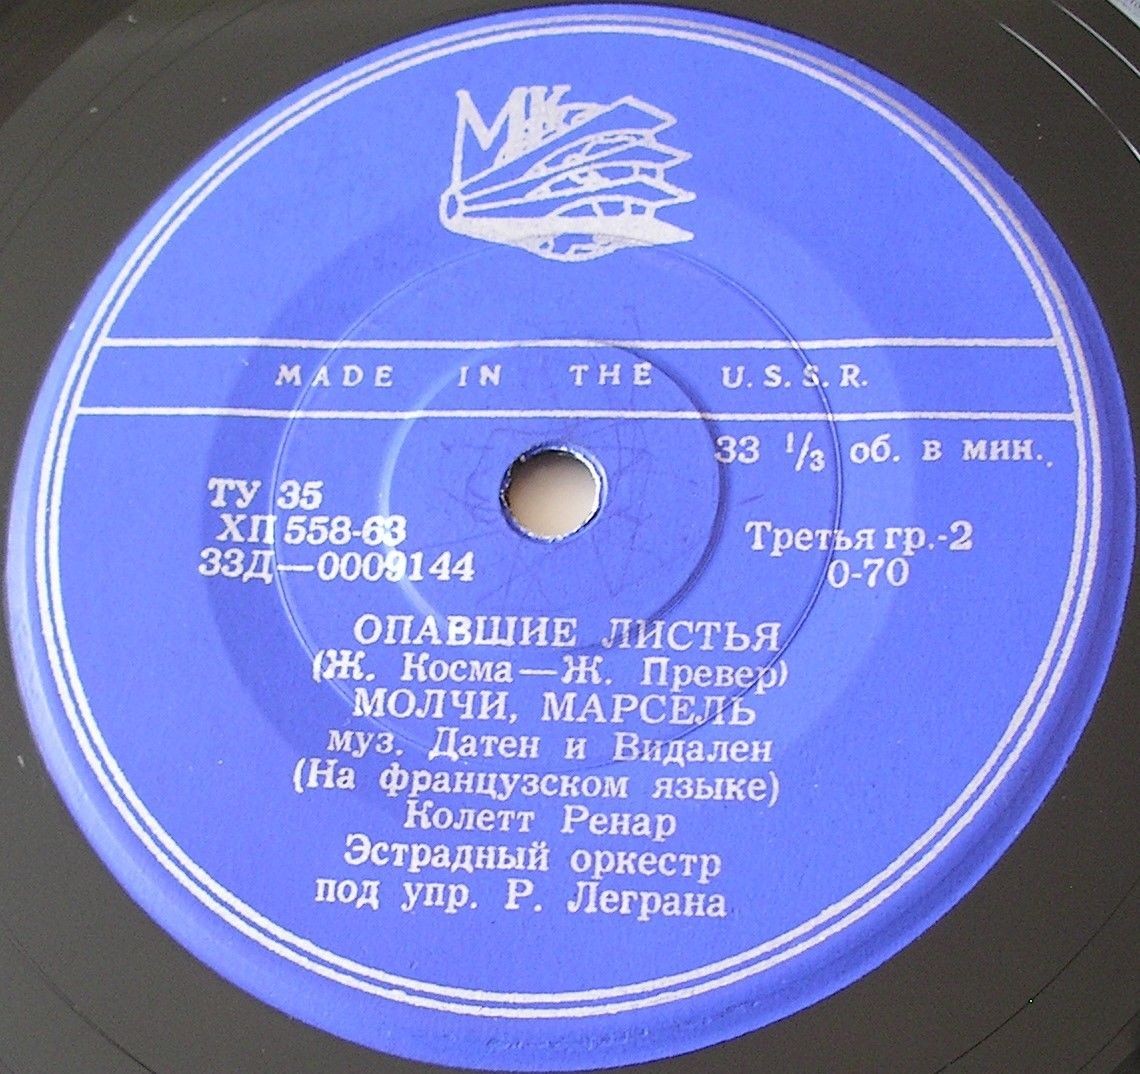 МК
MADE IN THE U.S.S.R.
33 1/3 об. в мин.
ТУ 35
ХП 558-63
33Д—0009144
Третья гр.-2
0-70
ОПАВШИЕ ЛИСТЬЯ
(Ж. Косма—Ж. Превер)
МОЛЧИ, МАРСЕЛЬ
муз. Датен и Видален
(На французском языке)
Колетт Ренар
Эстрадный оркестр
под упр. Р. Леграна